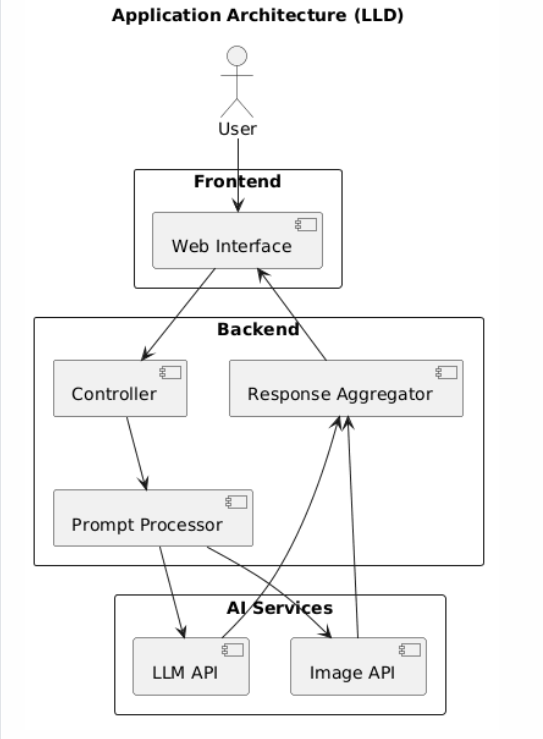 Application Architecture (LLD)
User
Frontend
Web Interface
Backend
Controller
Response Aggregator
Prompt Processor
AI Services
LLM API
Image API